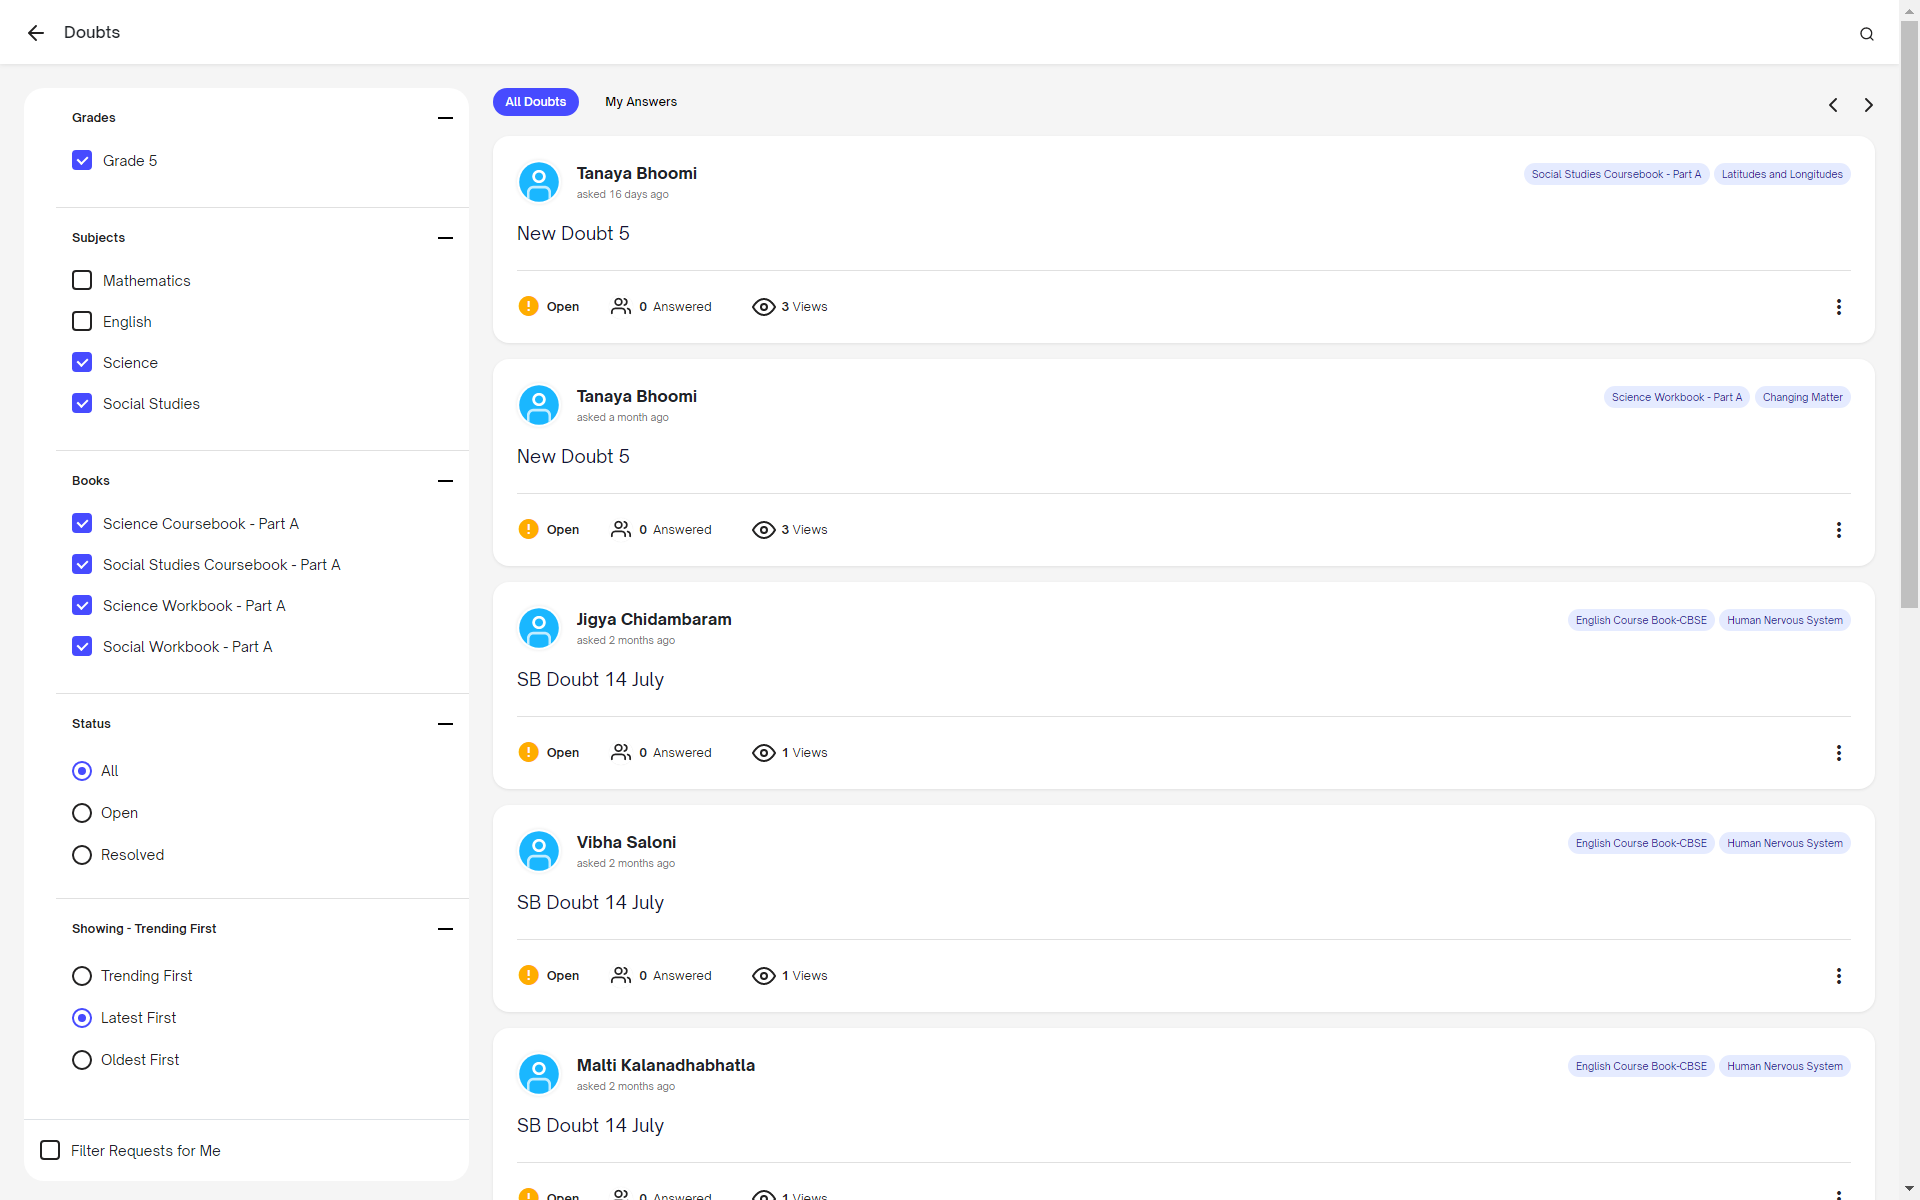 Doubts
Grades
Grade 5
Subjects
Mathematics
English
Science
Social Studies
Books
Science Coursebook - Part A
Social Studies Coursebook - Part A
Science Workbook - Part A
Social Workbook - Part A
Status
All
Open
Resolved
Showing - Trending First
Trending First
Latest First
Oldest First
Filter Requests for Me
All Doubts My Answers
Tanaya Bhoomi
asked 16 days ago
Social Studies Coursebook - Part A Latitudes and Longitudes
New Doubt 5
Open 0 Answered 3 Views
Tanaya Bhoomi
asked a month ago
Science Workbook - Part A Changing Matter
New Doubt 5
Open 0 Answered 3 Views
Jigya Chidambaram
asked 2 months ago
English Course Book-CBSE Human Nervous System
SB Doubt 14 July
Open 0 Answered 1 Views
Vibha Saloni
asked 2 months ago
English Course Book-CBSE Human Nervous System
SB Doubt 14 July
Open 0 Answered 1 Views
Malti Kalanadhabhatla
asked 2 months ago
English Course Book-CBSE Human Nervous System
SB Doubt 14 July
Open 0 Answered 1 Views